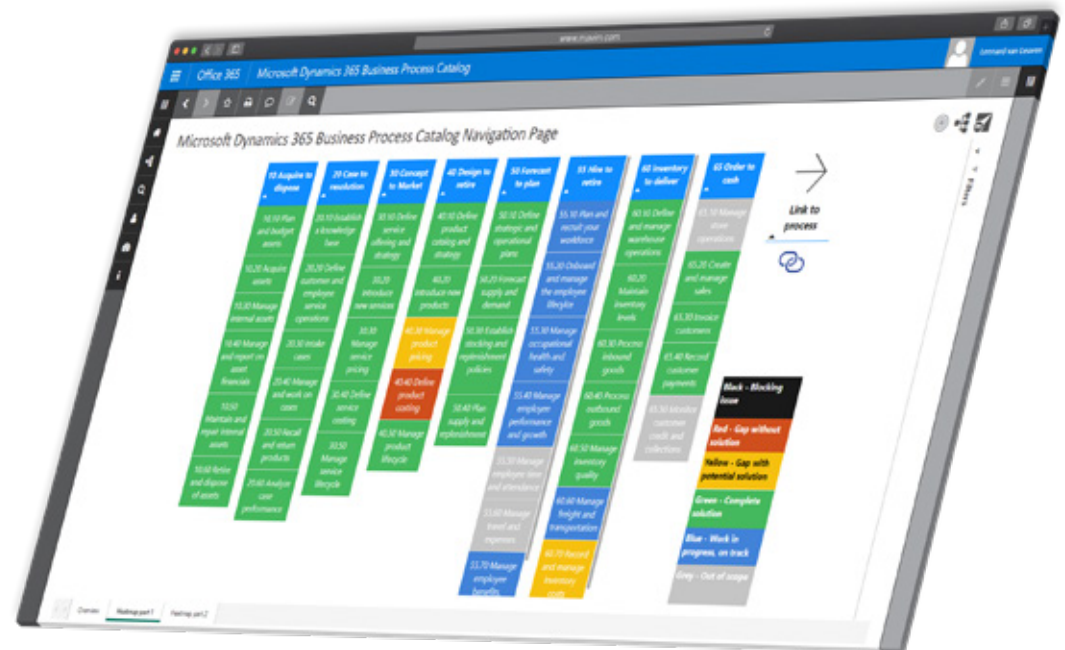 www.mavim.com
Office 365 Microsoft Dynamics 365 Business Process Catalog
Lennard van Leuven
Microsoft Dynamics 365 Business Process Catalog Navigation Page
Filters
10 Acquire to
dispose
10.10 Plan
and budget
assets
10.20 Acquire
assets
10.30 Manage
internal assets
10.40 Manage
and report on
asset
financials
10.50
Maintain and
repair internal
assets
10.60 Retire
and dispose
of assets
20 Case to
resolution
20.10 Establish
a knowledge
base
20.20 Define
customer and
employee
service
operations
20.30 Intake
cases
20.40 Manage
and work on
cases
20.50 Recall
and return
products
20.60 Analyze
case
performance
30 Concept
to Market
30.10 Define
service
offering and
strategy
30.20
Introduce
new services
30.30
Manage
service
pricing
30.40 Define
service
costing
30.50
Manage
service
lifecycle
40 Design to
retire
40.10 Define
product
catalog and
strategy
40.20
Introduce new
products
40.30 Manage
product
pricing
40.40 Define
product
costing
40.50 Manage
product
lifecycle
50 Forecast
to plan
50.10 Define
strategic and
operational
plans
50.20 Forecast
supply and
demand
50.30 Establish
stocking and
replenishment
policies
50.40 Plan
supply and
replenishment
55 Hire to
retire
55.10 Plan and
recruit your
workforce
55.20 Onboard
and manage
the employee
lifecycle
55.30 Manage
occupational
health and
safety
55.40 Manage
employee
performance
and growth
55.50 Manage
employee time
and attendance
55.60 Manage
travel and
expenses
55.70 Manage
employee
benefits,
60 Inventory
to deliver
60.10 Define
and manage
warehouse
operations
60.20
Maintain
inventory
levels
60.30 Process
inbound
goods
60.40 Process
outbound
goods
60.50 Manage
inventory
quality
60.60 Manage
freight and
transportation
60.70 Record
and manage
inventory
costs
65 Order to
cash
65.10 Manage
store
operations
65.20 Create
and manage
sales
65.30 Invoice
customers
65.40 Record
customer
payments
65.50 Monitor
customer
credit and
collections
Link to
process
Black - Blocking
issue
Red - Gap without
solution
Yellow - Gap with
potential solution
Green - Complete
solution
Blue - Work in
progress, on track
Grey - Out of scope
Overview Heatmap part 1 Heatmap part 2